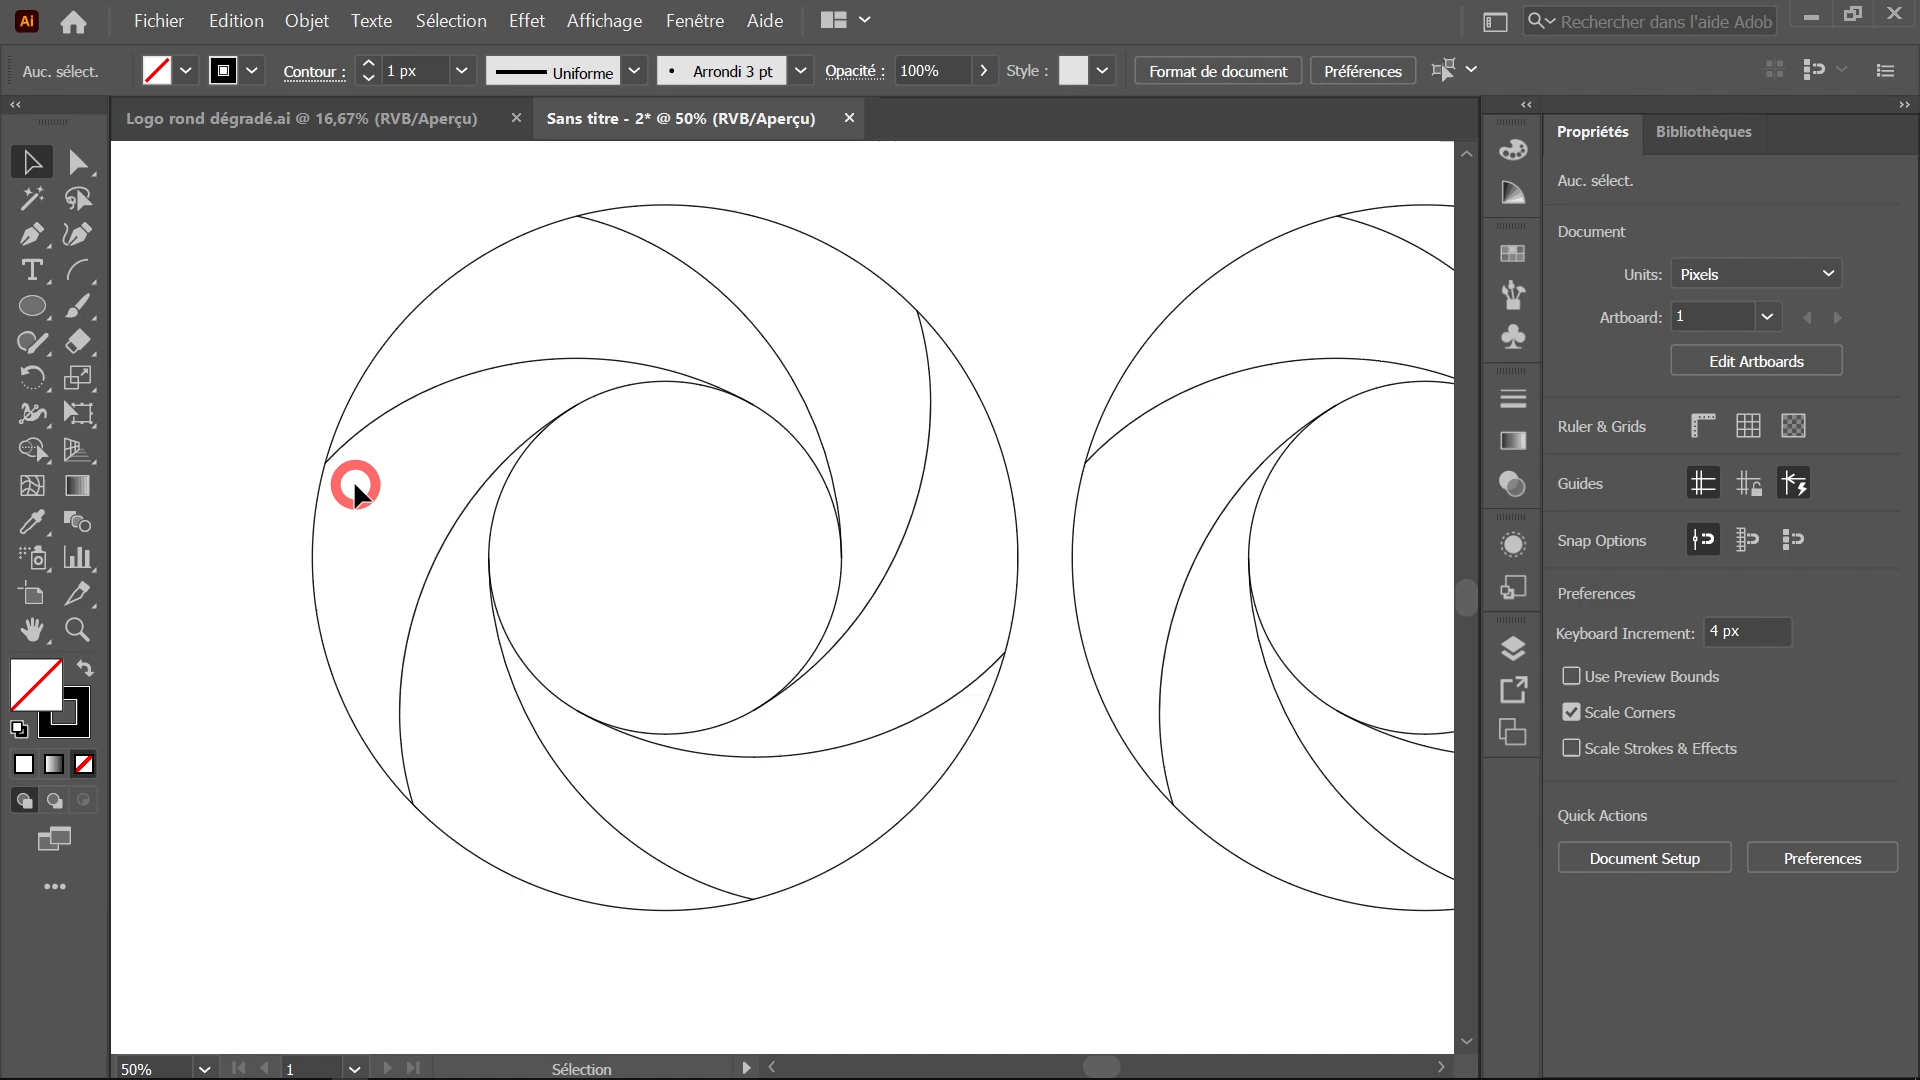 Ai
Fichier Edition Objet Texte Sélection Effet Affichage Fenêtre Aide
Rechercher dans l'aide Adob
Auc. sélect.
Contour : 1 px
Uniforme
Arrondi 3 pt
Opacité : 100%
Style :
Format de document
Préférences
Logo rond dégradé.ai @ 16,67% (RVB/Aperçu)
Sans titre - 2* @ 50% (RVB/Aperçu)
Propriétés Bibliothèques
Auc. sélect.
Document
Units: Pixels
Artboard: 1
Edit Artboards
Ruler & Grids
Guides
Snap Options
Preferences
Keyboard Increment: 4 px
Use Preview Bounds
Scale Corners
Scale Strokes & Effects
Quick Actions
Document Setup
Preferences
50%
1
Sélection